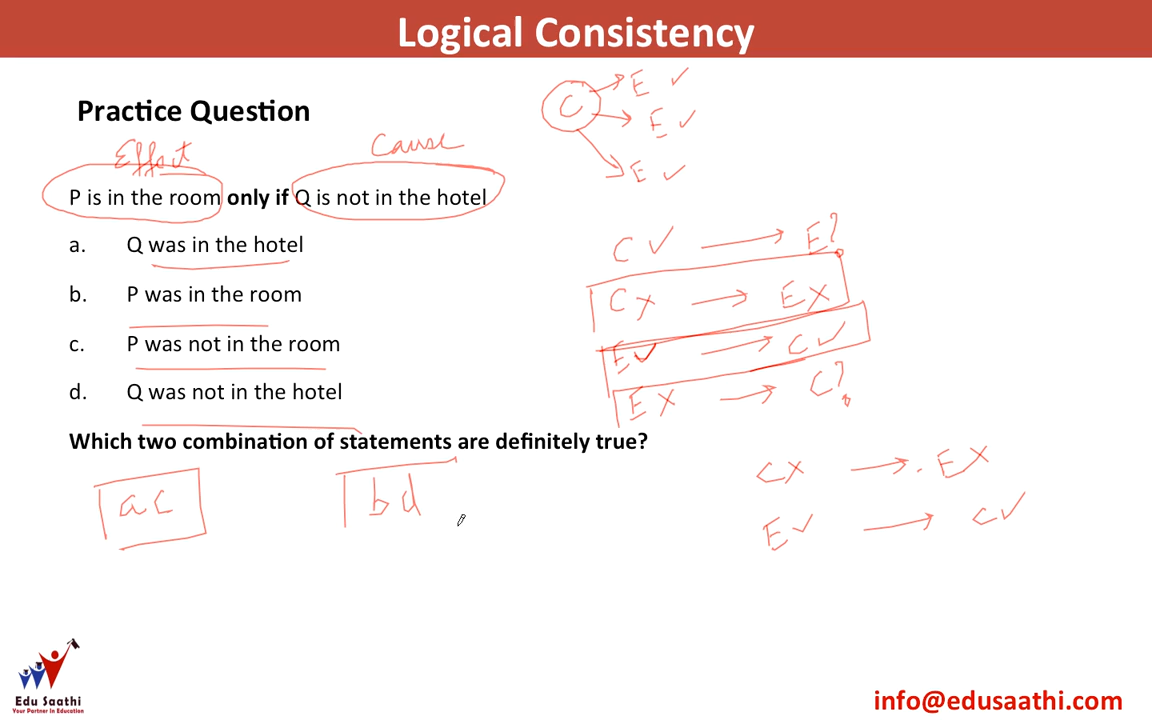 Logical Consistency
Practice Question
C → E ✓
→ E ✓
→ E ✓
Effect
Cause
P is in the room only if Q is not in the hotel
a. Q was in the hotel
b. P was in the room
c. P was not in the room
d. Q was not in the hotel
C ✓ → E?
C x → E x
E ✓ → C ✓
E x → C?
Which two combination of statements are definitely true?
ac
bd
C x → E x
E ✓ → C ✓
Edu Saathi
Your Partner In Education
info@edusaathi.com